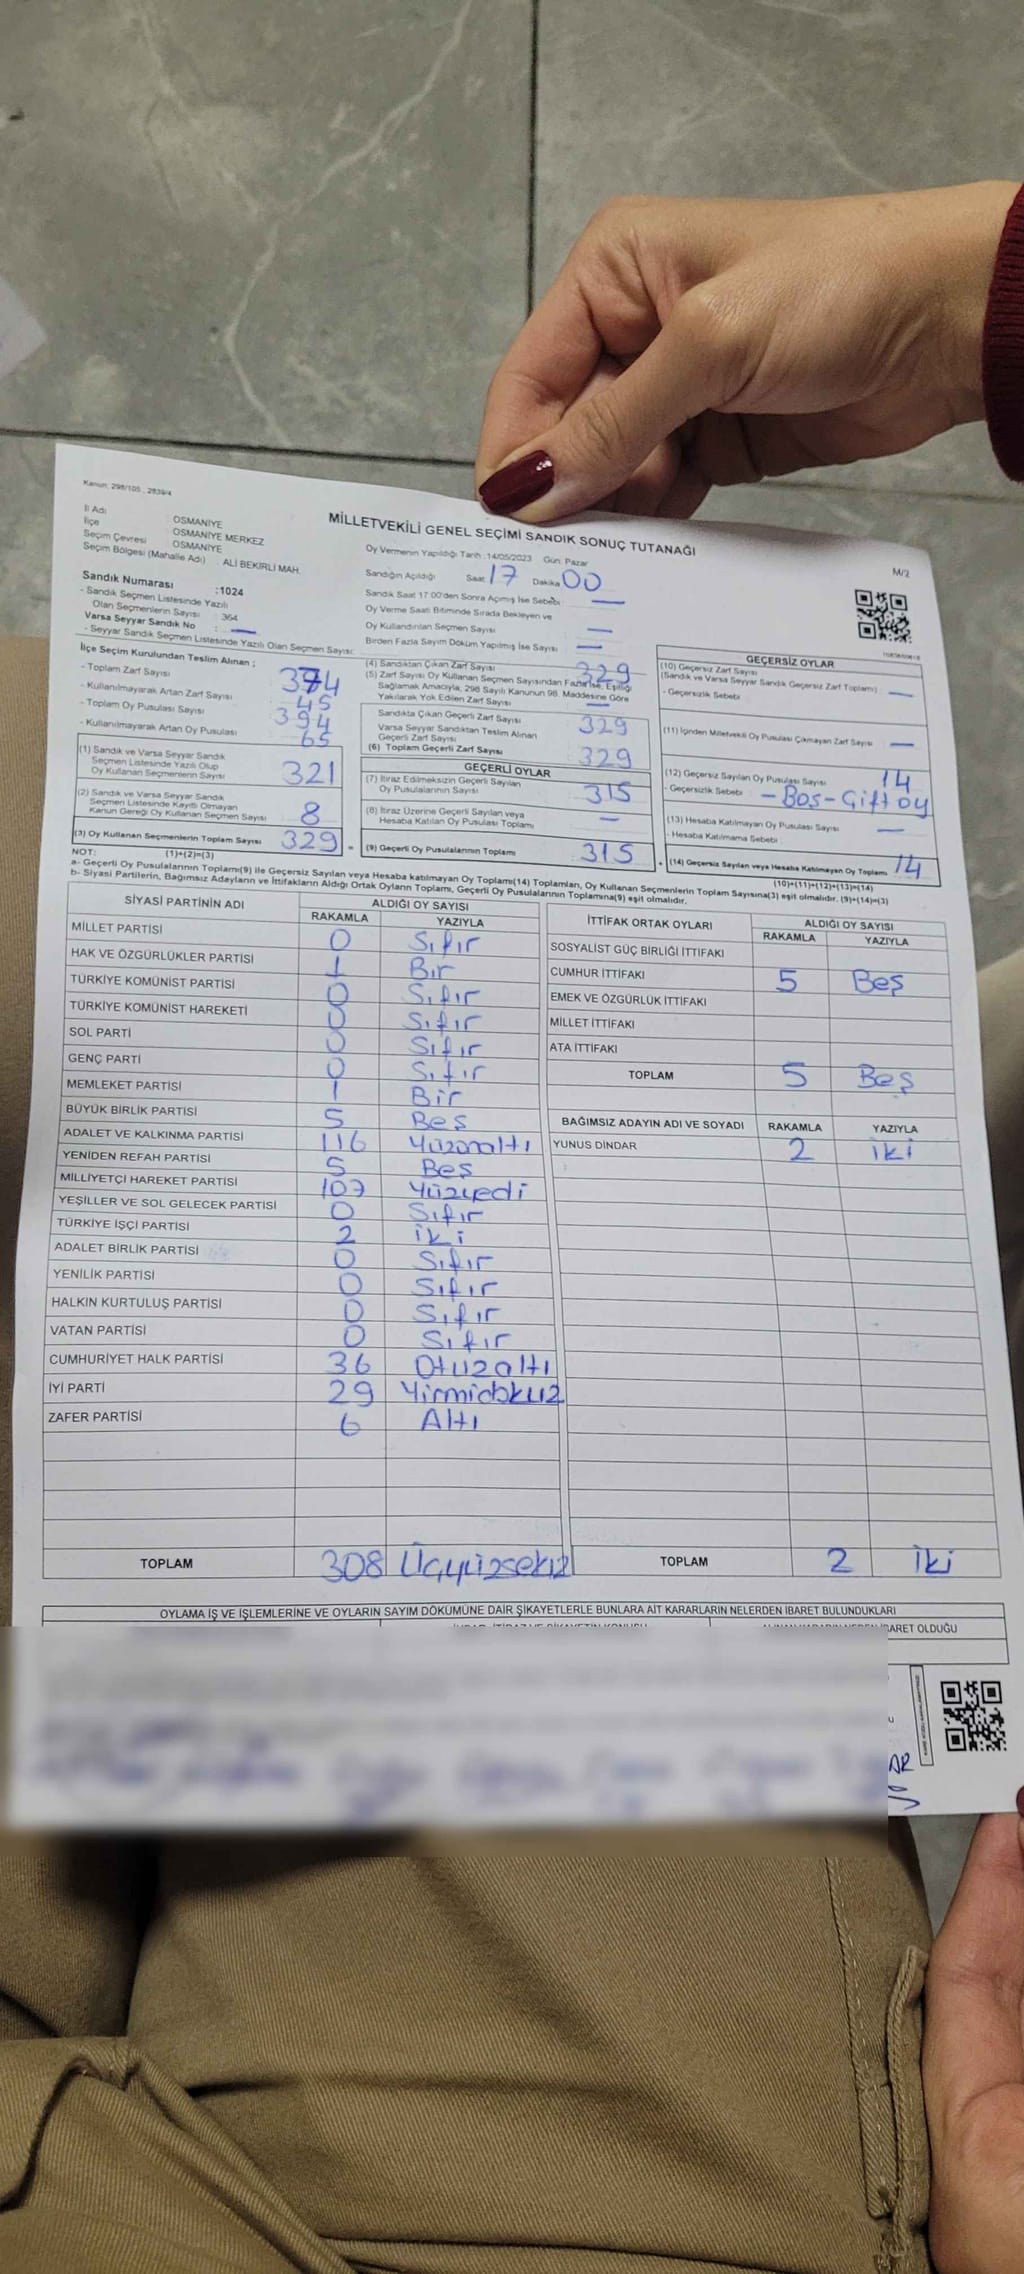 Kanun: 298/105, 2839/4
MİLLETVEKİLİ GENEL SEÇİMİ SANDIK SONUÇ TUTANAĞI
M/2
İl Adı : OSMANİYE
İlçe : OSMANİYE MERKEZ
Seçim Çevresi : OSMANİYE
Seçim Bölgesi (Mahalle Adı) : ALİ BEKİRLİ MAH.
Sandık Numarası :1024
- Sandık Seçmen Listesinde Yazılı
Olan Seçmenlerin Sayısı : 364
Varsa Seyyar Sandık No : —
- Seyyar Sandık Seçmen Listesinde Yazılı Olan Seçmen Sayısı:
Oy Vermenin Yapıldığı Tarih :14/05/2023 Gün: Pazar
Sandığın Açıldığı Saat 17 Dakika 00
Sandık Saat 17:00'den Sonra Açılmış İse Sebebi : —
Oy Verme Saati Bitiminde Sırada Bekleyen ve
Oy Kullandırılan Seçmen Sayısı : —
Birden Fazla Sayım Döküm Yapılmış İse Sayısı : —
İlçe Seçim Kurulundan Teslim Alınan ;
- Toplam Zarf Sayısı : 374
- Kullanılmayarak Artan Zarf Sayısı : 45
- Toplam Oy Pusulası Sayısı : 394
- Kullanılmayarak Artan Oy Pusulası : 65
(1) Sandık ve Varsa Seyyar Sandık
Seçmen Listesinde Yazılı Olup
Oy Kullanan Seçmenlerin Sayısı : 321
(2) Sandık ve Varsa Seyyar Sandık
Seçmen Listesinde Kayıtlı Olmayan
Kanun Gereği Oy Kullanan Seçmen Sayısı : 8
(3) Oy Kullanan Seçmenlerin Toplam Sayısı : 329 =
(4) Sandıktan Çıkan Zarf Sayısı : 329
(5) Zarf Sayısı Oy Kullanan Seçmen Sayısından Fazla İse, Eşitliği
Sağlamak Amacıyla, 298 Sayılı Kanunun 98. Maddesine Göre
Yakılarak Yok Edilen Zarf Sayısı : —
Sandıkta Çıkan Geçerli Zarf Sayısı : 329
Varsa Seyyar Sandıktan Teslim Alınan
Geçerli Zarf Sayısı
(6) Toplam Geçerli Zarf Sayısı : 329
GEÇERLİ OYLAR
(7) İtiraz Edilmeksizin Geçerli Sayılan
Oy Pusulalarının Sayısı : 315
(8) İtiraz Üzerine Geçerli Sayılan veya
Hesaba Katılan Oy Pusulası Toplamı : —
(9) Geçerli Oy Pusulalarının Toplamı : 315 +
GEÇERSİZ OYLAR
(10) Geçersiz Zarf Sayısı
(Sandık ve Varsa Seyyar Sandık Geçersiz Zarf Toplamı) : —
- Geçersizlik Sebebi :
(11) İçinden Milletvekili Oy Pusulası Çıkmayan Zarf Sayısı : —
(12) Geçersiz Sayılan Oy Pusulası Sayısı : 14
- Geçersizlik Sebebi : -Boş-Çift oy
(13) Hesaba Katılmayan Oy Pusulası Sayısı : —
- Hesaba Katılmama Sebebi :
(14) Geçersiz Sayılan veya Hesaba Katılmayan Oy Toplamı : 14
NOT: (1)+(2)=(3)
(10)+(11)+(12)+(13)=(14)
a- Geçerli Oy Pusulalarının Toplamı(9) ile Geçersiz Sayılan veya Hesaba katılmayan Oy Toplamı(14) Toplamları, Oy Kullanan Seçmenlerin Toplam Sayısına(3) eşit olmalıdır. (9)+(14)=(3)
b- Siyasi Partilerin, Bağımsız Adayların ve İttifakların Aldığı Ortak Oyların Toplamı, Geçerli Oy Pusulalarının Toplamına(9) eşit olmalıdır.
SİYASİ PARTİNİN ADI ALDIĞI OY SAYISI
RAKAMLA YAZIYLA
MİLLET PARTİSİ 0 Sıfır
HAK VE ÖZGÜRLÜKLER PARTİSİ 1 Bir
TÜRKİYE KOMÜNİST PARTİSİ 0 Sıfır
TÜRKİYE KOMÜNİST HAREKETİ 0 Sıfır
SOL PARTİ 0 Sıfır
GENÇ PARTİ 0 Sıfır
MEMLEKET PARTİSİ 1 Bir
BÜYÜK BİRLİK PARTİSİ 5 Beş
ADALET VE KALKINMA PARTİSİ 116 Yüzonaltı
YENİDEN REFAH PARTİSİ 5 Beş
MİLLİYETÇİ HAREKET PARTİSİ 107 Yüzyedi
YEŞİLLER VE SOL GELECEK PARTİSİ 0 Sıfır
TÜRKİYE İŞÇİ PARTİSİ 2 iki
ADALET BİRLİK PARTİSİ 0 Sıfır
YENİLİK PARTİSİ 0 Sıfır
HALKIN KURTULUŞ PARTİSİ 0 Sıfır
VATAN PARTİSİ 0 Sıfır
CUMHURİYET HALK PARTİSİ 36 Otuzaltı
İYİ PARTİ 29 Yirmidokuz
ZAFER PARTİSİ 6 Altı
TOPLAM 308 Üçyüzsekiz
İTTİFAK ORTAK OYLARI ALDIĞI OY SAYISI
RAKAMLA YAZIYLA
SOSYALİST GÜÇ BİRLİĞİ İTTİFAKI
CUMHUR İTTİFAKI 5 Beş
EMEK VE ÖZGÜRLÜK İTTİFAKI
MİLLET İTTİFAKI
ATA İTTİFAKI
TOPLAM 5 Beş
BAĞIMSIZ ADAYIN ADI VE SOYADI RAKAMLA YAZIYLA
YUNUS DİNDAR 2 iki
TOPLAM 2 iki
OYLAMA İŞ VE İŞLEMLERİNE VE OYLARIN SAYIM DÖKÜMÜNE DAİR ŞİKAYETLERLE BUNLARA AİT KARARLARIN NELERDEN İBARET BULUNDUKLARI
OLDUĞU